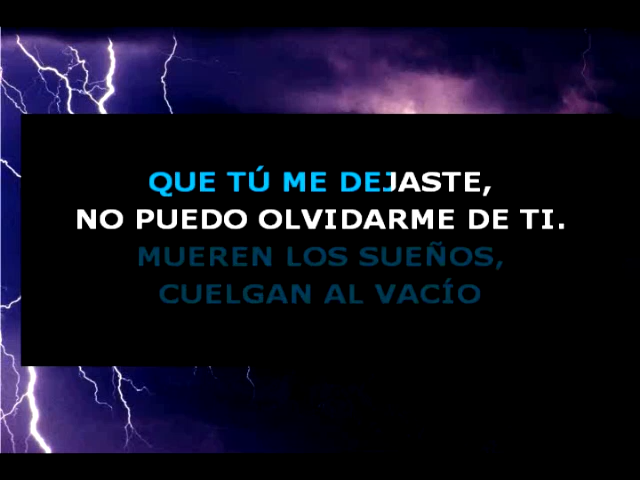 QUE TÚ ME DEJASTE,
NO PUEDO OLVIDARME DE TI.
MUEREN LOS SUEÑOS,
CUELGAN AL VACÍO